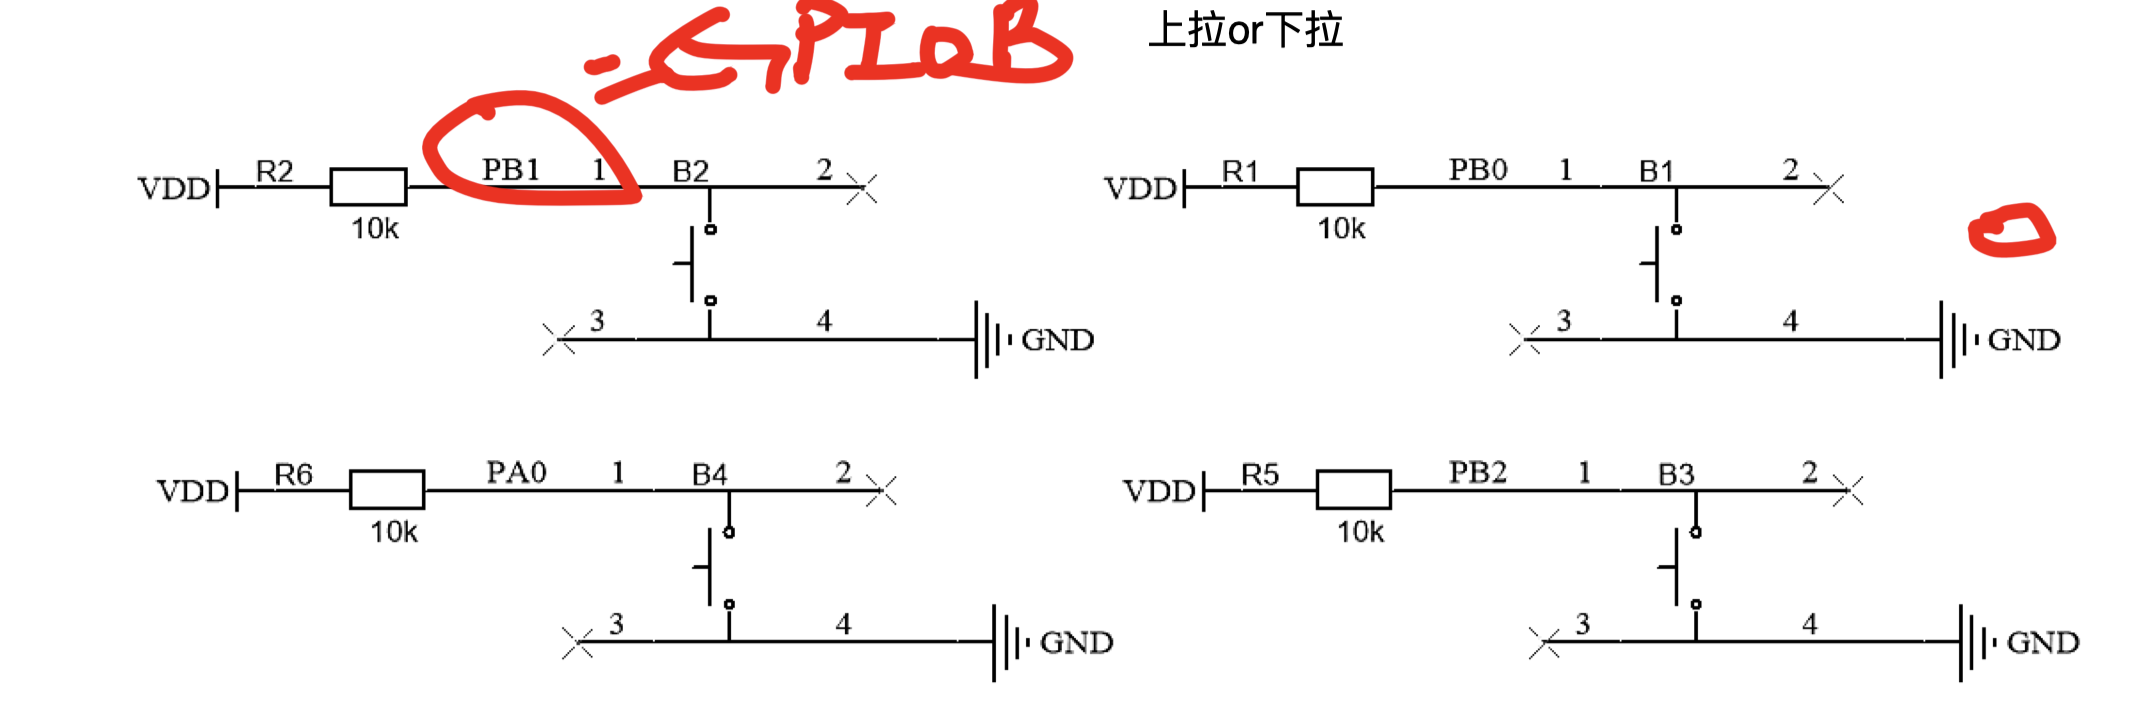 GPIOB
上拉or下拉
VDD R2 PB1 1 B2 2
10k
3 4 GND
VDD R1 PB0 1 B1 2
10k
3 4 GND
VDD R6 PA0 1 B4 2
10k
3 4 GND
VDD R5 PB2 1 B3 2
10k
3 4 GND